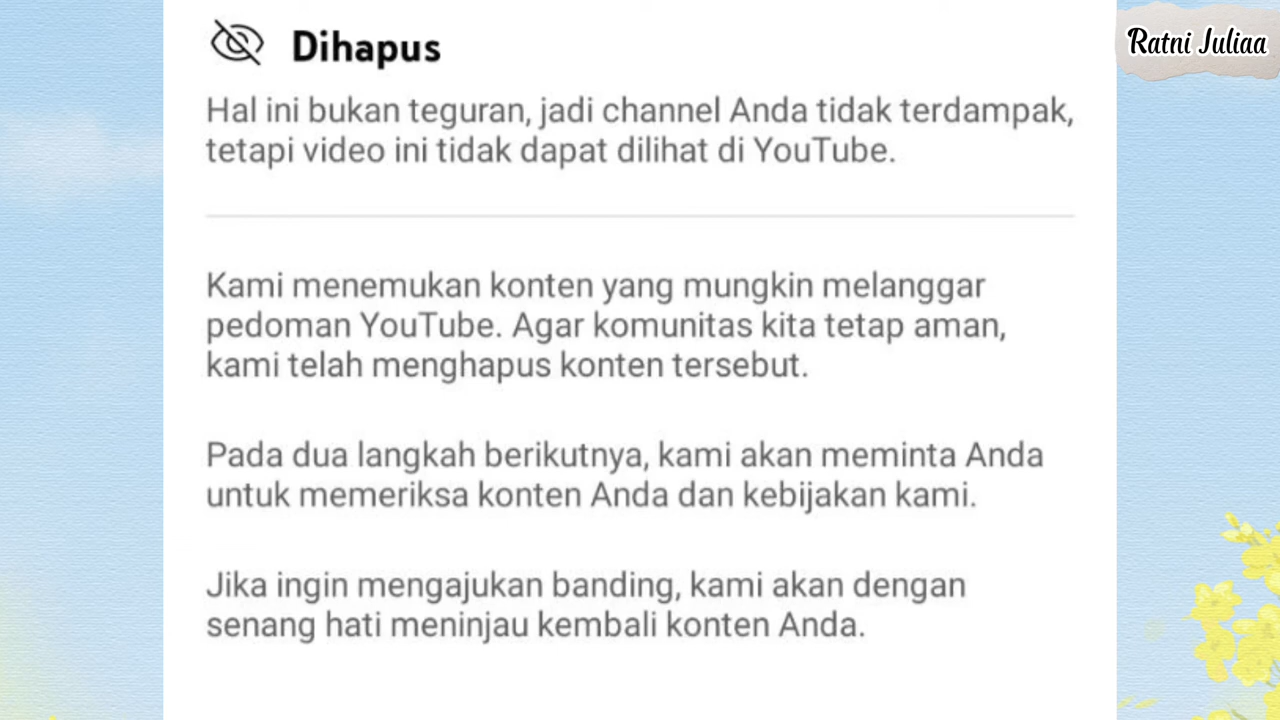 Dihapus
Ratni Juliaa
Hal ini bukan teguran, jadi channel Anda tidak terdampak,
tetapi video ini tidak dapat dilihat di YouTube.
Kami menemukan konten yang mungkin melanggar
pedoman YouTube. Agar komunitas kita tetap aman,
kami telah menghapus konten tersebut.
Pada dua langkah berikutnya, kami akan meminta Anda
untuk memeriksa konten Anda dan kebijakan kami.
Jika ingin mengajukan banding, kami akan dengan
senang hati meninjau kembali konten Anda.